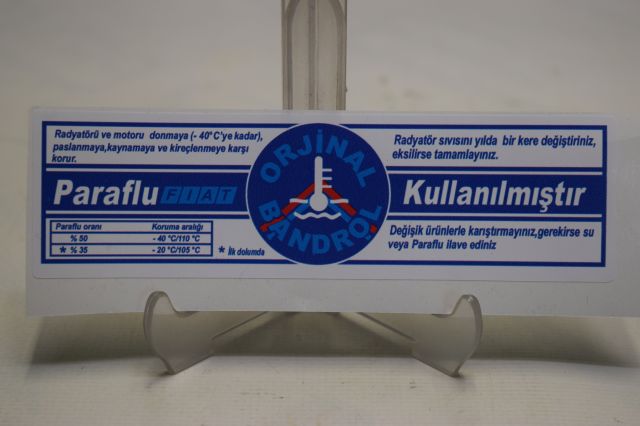 Radyatörü ve motoru donmaya (- 40° C'ye kadar),
paslanmaya,kaynamaya ve kireçlenmeye karşı
korur.
Paraflu FIAT
Paraflu oranı Koruma aralığı
% 50 - 40 °C/110 °C
* % 35 - 20 °C/105 °C * İlk dolumda
ORJİNAL
BANDROL
Radyatör sıvısını yılda bir kere değiştiriniz,
eksilirse tamamlayınız.
Kullanılmıştır
Değişik ürünlerle karıştırmayınız,gerekirse su
veya Paraflu ilave ediniz